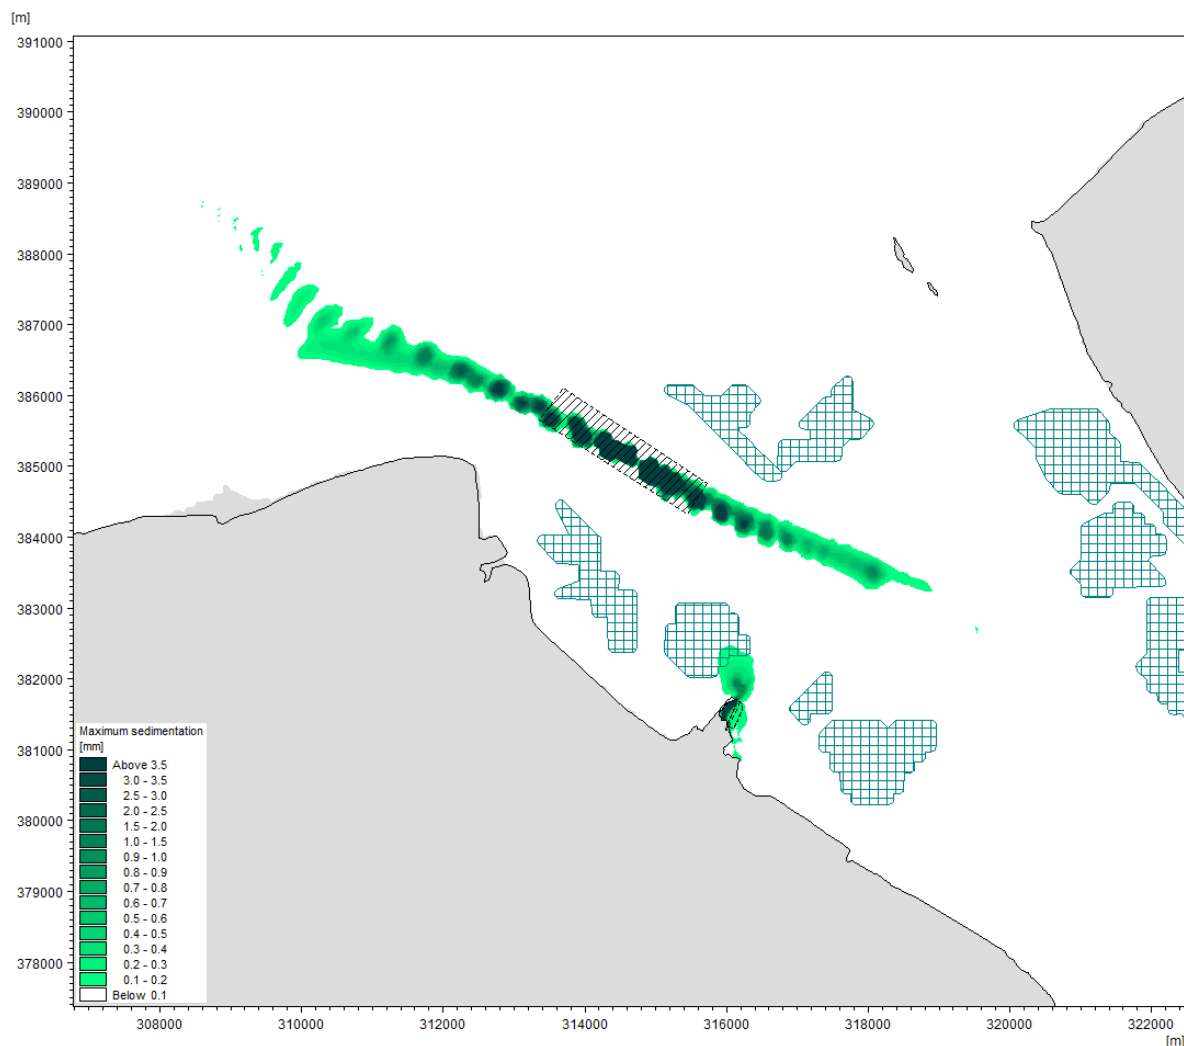 [m]
391000
390000
389000
388000
387000
386000
385000
384000
383000
382000
381000
380000
379000
378000
Maximum sedimentation
[mm]
Above 3.5
3.0 - 3.5
2.5 - 3.0
2.0 - 2.5
1.5 - 2.0
1.0 - 1.5
0.9 - 1.0
0.8 - 0.9
0.7 - 0.8
0.6 - 0.7
0.5 - 0.6
0.4 - 0.5
0.3 - 0.4
0.2 - 0.3
0.1 - 0.2
Below 0.1
308000 310000 312000 314000 316000 318000 320000 322000
[m]